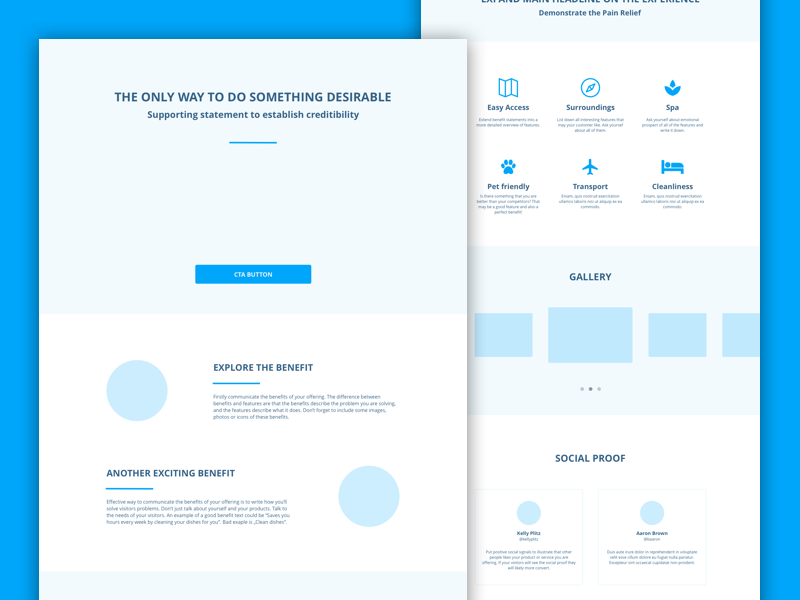 THE ONLY WAY TO DO SOMETHING DESIRABLE
Supporting statement to establish creditibility
CTA BUTTON
EXPLORE THE BENEFIT
Firstly communicate the benefits of your offering. The difference between
benefits and features are that the benefits describe the problem you are solving,
and the features describe what it does. Don't forget to include some images,
photos or icons of these benefits.
ANOTHER EXCITING BENEFIT
Effective way to communicate the benefits of your offering is to write how you'll
solve visitors problems. Don't just talk about yourself and your products. Talk to
the needs of your visitors. An example of a good benefit text could be "Saves you
hours every week by cleaning your dishes for you". Bad exaple is „Clean dishes".
EXPAND MAIN HEADLINE ON THE EXPERIENCE
Demonstrate the Pain Relief
Easy Access
Extend benefit statements into a
more detailed overview of features.
Surroundings
List down all interesting features that
may your customer like. Ask yourself
about all of them.
Spa
Ask yourself about emotional
prospect of all of the features and
write it down.
Pet friendly
Is there something that you are
better than your competitors? That
may be a good feature and also a
perfect benefit!
Transport
Eniam, quis nostrud exercitation
ullamco laboris nisi ut aliquip ex ea
commodo.
Cleanliness
Eniam, quis nostrud exercitation
ullamco laboris nisi ut aliquip ex ea
commodo.
GALLERY
SOCIAL PROOF
Kelly Plitz
@kellyplitz
Put positive social signals to illustrate that other
people likes your product or service you are
offering. If your visitors will see the social proof they
will likely more convert.
Aaron Brown
@baaron
Duis aute irure dolor in reprehenderit in voluptate
velit esse cillum dolore eu fugiat nulla pariatur.
Excepteur sint occaecat cupidatat non proident.